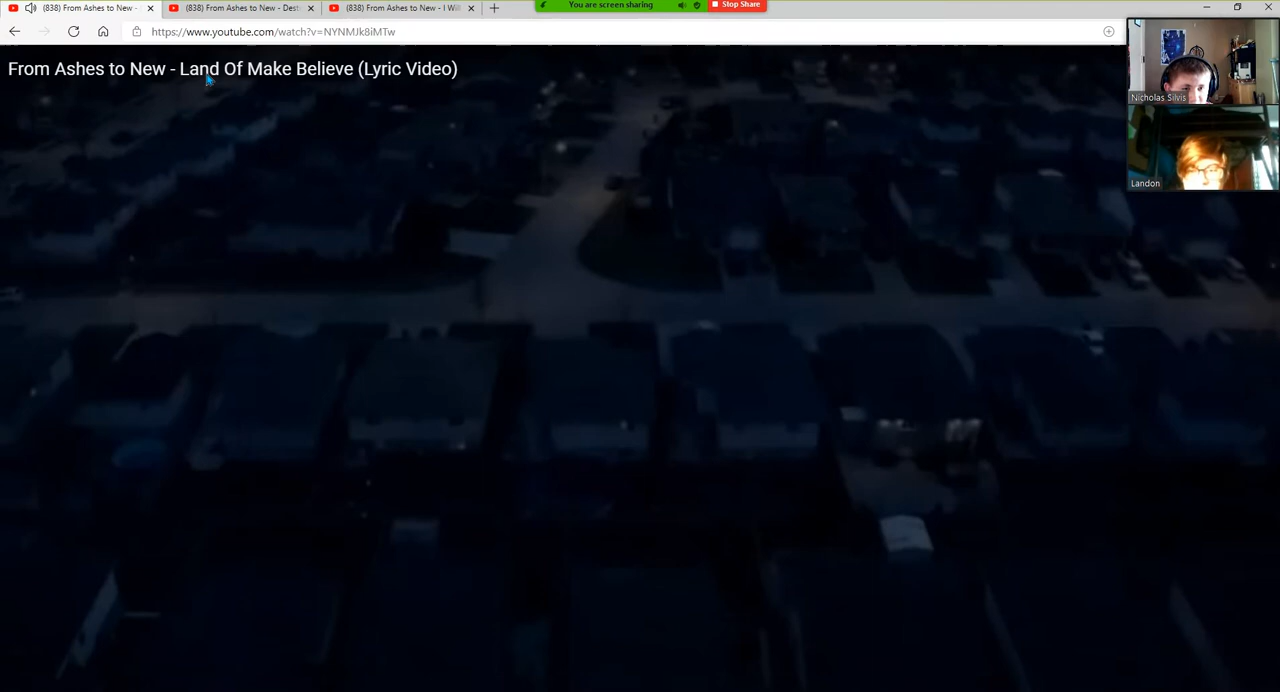 (838) From Ashes to New -
(838) From Ashes to New - Dest
(838) From Ashes to New - I Will
You are screen sharing
Stop Share
https://www.youtube.com/watch?v=NYNMJk8iMTw
From Ashes to New - Land Of Make Believe (Lyric Video)
Nicholas Silvis
Landon